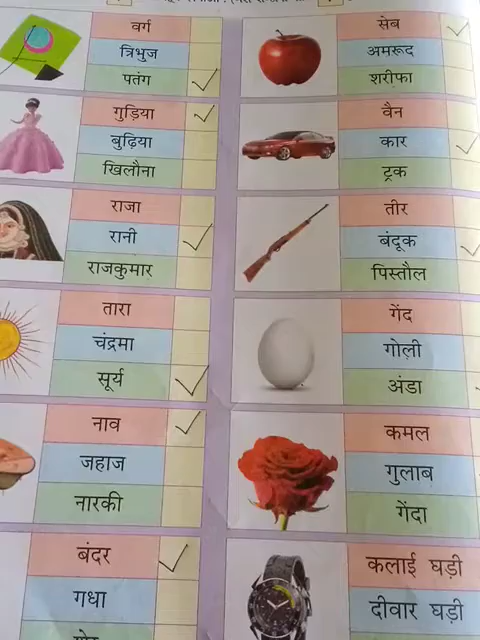 वर्ग
त्रिभुज
पतंग
सेब
अमरूद
शरीफा
गुड़िया
बुढ़िया
खिलौना
वैन
कार
ट्रक
राजा
रानी
राजकुमार
तीर
बंदूक
पिस्तौल
तारा
चंद्रमा
सूर्य
गेंद
गोली
अंडा
नाव
जहाज
नारकी
कमल
गुलाब
गेंदा
बंदर
गधा
कलाई घड़ी
दीवार घड़ी